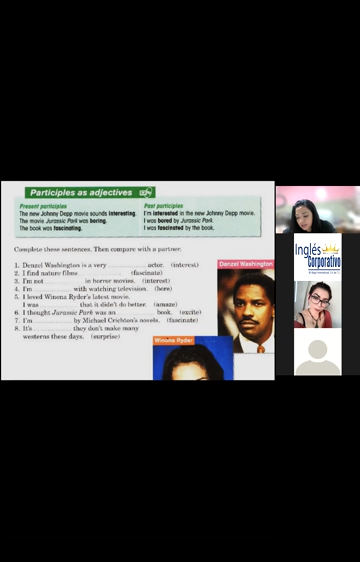 Participles as adjectives
Present participles
The new Johnny Depp movie sounds interesting.
The movie Jurassic Park was boring.
The book was fascinating.
Past participles
I'm interested in the new Johnny Depp movie.
I was bored by Jurassic Park.
I was fascinated by the book.
Complete these sentences. Then compare with a partner.
1. Denzel Washington is a very ............... actor. (interest)
2. I find nature films ............... . (fascinate)
3. I'm not ............... in horror movies. (interest)
4. I'm ............... with watching television. (bore)
5. I loved Winona Ryder's latest movie.
I was ............... that it didn't do better. (amaze)
6. I thought Jurassic Park was an ............... book. (excite)
7. I'm ............... by Michael Crichton's novels. (fascinate)
8. It's ............... they don't make many
westerns these days. (surprise)
Denzel Washington
Winona Ryder
Inglés
Corporativo